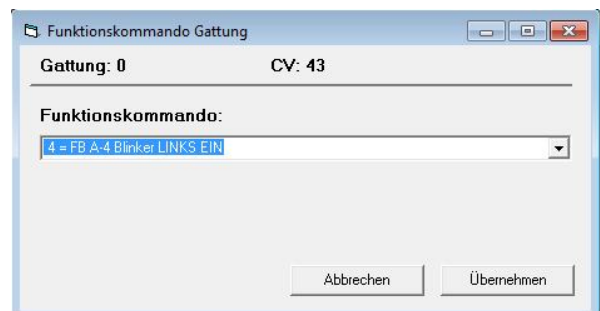 Funktionskommando Gattung
Gattung: 0 CV: 43
Funktionskommando:
4 = FB A-4 Blinker LINKS EIN
Abbrechen Übernehmen